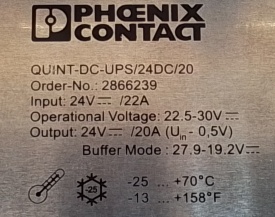 PHŒNIX
CONTACT
QUINT-DC-UPS/24DC/20
Order-No.: 2866239
Input: 24V⎓ /22A
Operational Voltage: 22.5-30V⎓
Output: 24V⎓ /20A (Uin - 0,5V)
Buffer Mode : 27.9-19.2V⎓
-25 -25 ... +70°C
-13 ... +158°F